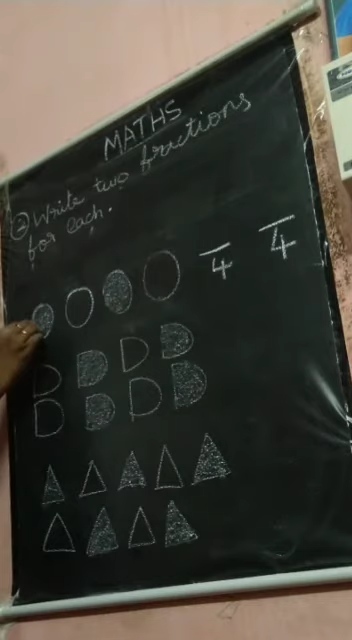 MATHS
② Write two fractions
for each.
—/4 —/4